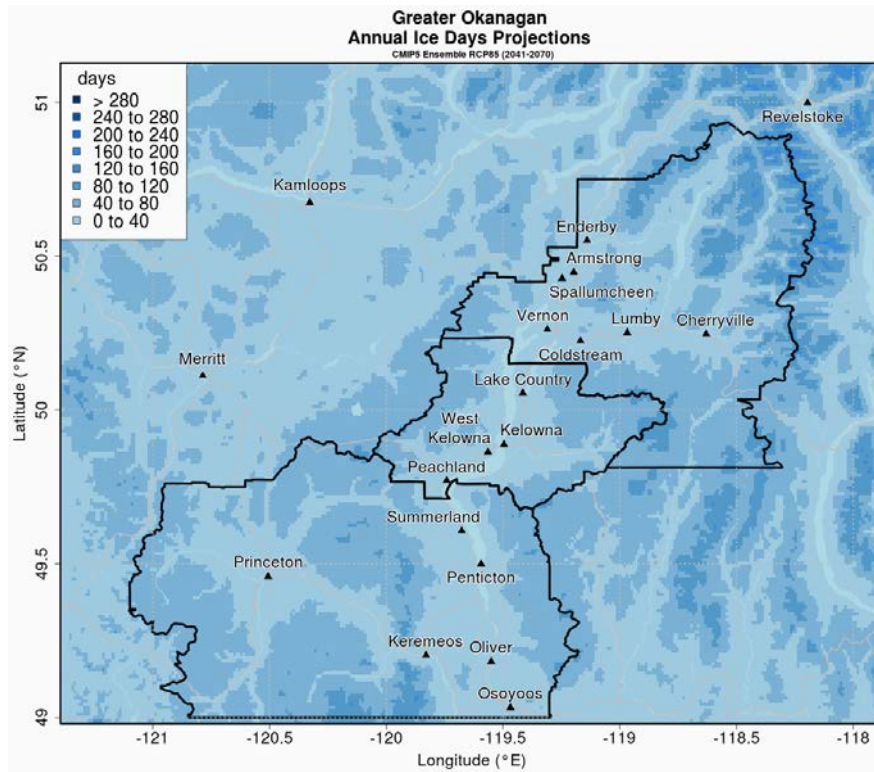 Greater Okanagan
Annual Ice Days Projections
CMIP5 Ensemble RCP85 (2041-2070)
days
> 280
240 to 280
200 to 240
160 to 200
120 to 160
80 to 120
40 to 80
0 to 40
Revelstoke
Kamloops
Enderby
Armstrong
Spallumcheen
Vernon
Lumby
Cherryville
Coldstream
Merritt
Lake Country
West
Kelowna
Kelowna
Peachland
Summerland
Princeton
Penticton
Keremeos
Oliver
Osoyoos
51
50.5
50
49.5
49
Latitude (°N)
-121
-120.5
-120
-119.5
-119
-118.5
-118
Longitude (°E)